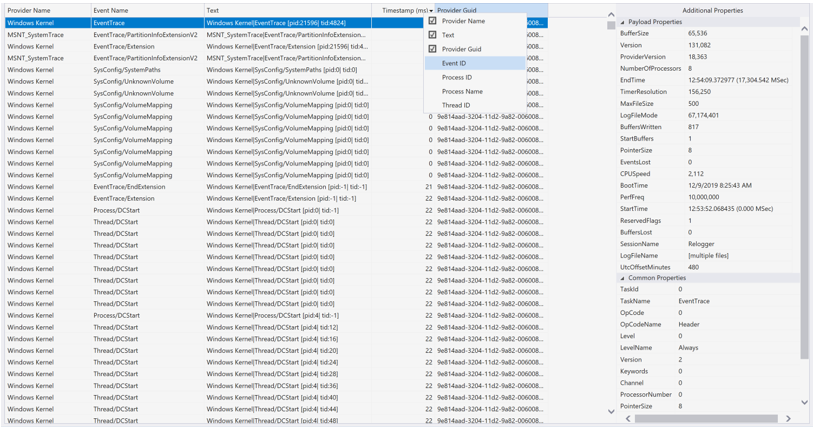 Provider Name Event Name Text Timestamp (ms) Provider Guid
Windows Kernel EventTrace Windows Kernel|EventTrace [pid:21596| tid:4824]
MSNT_SystemTrace EventTrace/PartitionInfoExtensionV2 MSNT_SystemTrace|EventTrace/PartitionInfoExtension...
Windows Kernel EventTrace/Extension Windows Kernel|EventTrace/Extension [pid:21596| tid:4...
MSNT_SystemTrace EventTrace/PartitionInfoExtensionV2 MSNT_SystemTrace|EventTrace/PartitionInfoExtension...
Windows Kernel SysConfig/SystemPaths Windows Kernel|SysConfig/SystemPaths [pid:0| tid:0]
Windows Kernel SysConfig/UnknownVolume Windows Kernel|SysConfig/UnknownVolume [pid:0| tid:...
Windows Kernel SysConfig/UnknownVolume Windows Kernel|SysConfig/UnknownVolume [pid:0| tid:...
Windows Kernel SysConfig/VolumeMapping Windows Kernel|SysConfig/VolumeMapping [pid:0| tid:0]
Windows Kernel SysConfig/VolumeMapping Windows Kernel|SysConfig/VolumeMapping [pid:0| tid:0] 0 9e814aad-3204-11d2-9a82-006008...
Windows Kernel SysConfig/VolumeMapping Windows Kernel|SysConfig/VolumeMapping [pid:0| tid:0] 0 9e814aad-3204-11d2-9a82-006008...
Windows Kernel SysConfig/VolumeMapping Windows Kernel|SysConfig/VolumeMapping [pid:0| tid:0] 0 9e814aad-3204-11d2-9a82-006008...
Windows Kernel SysConfig/VolumeMapping Windows Kernel|SysConfig/VolumeMapping [pid:0| tid:0] 0 9e814aad-3204-11d2-9a82-006008...
Windows Kernel SysConfig/VolumeMapping Windows Kernel|SysConfig/VolumeMapping [pid:0| tid:0] 0 9e814aad-3204-11d2-9a82-006008...
Windows Kernel SysConfig/VolumeMapping Windows Kernel|SysConfig/VolumeMapping [pid:0| tid:0] 0 9e814aad-3204-11d2-9a82-006008...
Windows Kernel EventTrace/EndExtension Windows Kernel|EventTrace/EndExtension [pid:-1| tid:-1] 21 9e814aad-3204-11d2-9a82-006008...
Windows Kernel EventTrace/Extension Windows Kernel|EventTrace/Extension [pid:-1| tid:-1] 22 9e814aad-3204-11d2-9a82-006008...
Windows Kernel Process/DCStart Windows Kernel|Process/DCStart [pid:0| tid:-1] 22 9e814aad-3204-11d2-9a82-006008...
Windows Kernel Thread/DCStart Windows Kernel|Thread/DCStart [pid:0| tid:0] 22 9e814aad-3204-11d2-9a82-006008...
Windows Kernel Thread/DCStart Windows Kernel|Thread/DCStart [pid:0| tid:0] 22 9e814aad-3204-11d2-9a82-006008...
Windows Kernel Thread/DCStart Windows Kernel|Thread/DCStart [pid:0| tid:0] 22 9e814aad-3204-11d2-9a82-006008...
Windows Kernel Thread/DCStart Windows Kernel|Thread/DCStart [pid:0| tid:0] 22 9e814aad-3204-11d2-9a82-006008...
Windows Kernel Thread/DCStart Windows Kernel|Thread/DCStart [pid:0| tid:0] 22 9e814aad-3204-11d2-9a82-006008...
Windows Kernel Thread/DCStart Windows Kernel|Thread/DCStart [pid:0| tid:0] 22 9e814aad-3204-11d2-9a82-006008...
Windows Kernel Thread/DCStart Windows Kernel|Thread/DCStart [pid:0| tid:0] 22 9e814aad-3204-11d2-9a82-006008...
Windows Kernel Thread/DCStart Windows Kernel|Thread/DCStart [pid:0| tid:0] 22 9e814aad-3204-11d2-9a82-006008...
Windows Kernel Process/DCStart Windows Kernel|Process/DCStart [pid:4| tid:-1] 22 9e814aad-3204-11d2-9a82-006008...
Windows Kernel Thread/DCStart Windows Kernel|Thread/DCStart [pid:4| tid:12] 22 9e814aad-3204-11d2-9a82-006008...
Windows Kernel Thread/DCStart Windows Kernel|Thread/DCStart [pid:4| tid:16] 22 9e814aad-3204-11d2-9a82-006008...
Windows Kernel Thread/DCStart Windows Kernel|Thread/DCStart [pid:4| tid:20] 22 9e814aad-3204-11d2-9a82-006008...
Windows Kernel Thread/DCStart Windows Kernel|Thread/DCStart [pid:4| tid:24] 22 9e814aad-3204-11d2-9a82-006008...
Windows Kernel Thread/DCStart Windows Kernel|Thread/DCStart [pid:4| tid:28] 22 9e814aad-3204-11d2-9a82-006008...
Windows Kernel Thread/DCStart Windows Kernel|Thread/DCStart [pid:4| tid:36] 22 9e814aad-3204-11d2-9a82-006008...
Windows Kernel Thread/DCStart Windows Kernel|Thread/DCStart [pid:4| tid:40] 22 9e814aad-3204-11d2-9a82-006008...
Windows Kernel Thread/DCStart Windows Kernel|Thread/DCStart [pid:4| tid:44] 22 9e814aad-3204-11d2-9a82-006008...
Windows Kernel Thread/DCStart Windows Kernel|Thread/DCStart [pid:4| tid:48] 22 9e814aad-3204-11d2-9a82-006008...
Provider Name
Text
Provider Guid
Event ID
Process ID
Process Name
Thread ID
Additional Properties
Payload Properties
BufferSize 65,536
Version 131,082
ProviderVersion 18,363
NumberOfProcessors 8
EndTime 12:54:09.372977 (17,304.542 MSec)
TimerResolution 156,250
MaxFileSize 500
LogFileMode 67,174,401
BuffersWritten 817
StartBuffers 1
PointerSize 8
EventsLost 0
CPUSpeed 2,112
BootTime 12/9/2019 8:25:43 AM
PerfFreq 10,000,000
StartTime 12:53:52.068435 (0.000 MSec)
ReservedFlags 1
BuffersLost 0
SessionName Relogger
LogFileName [multiple files]
UtcOffsetMinutes 480
Common Properties
TaskId 0
TaskName EventTrace
OpCode 0
OpCodeName Header
Level 0
LevelName Always
Version 2
Keywords 0
Channel 0
ProcessorNumber 0
PointerSize 8